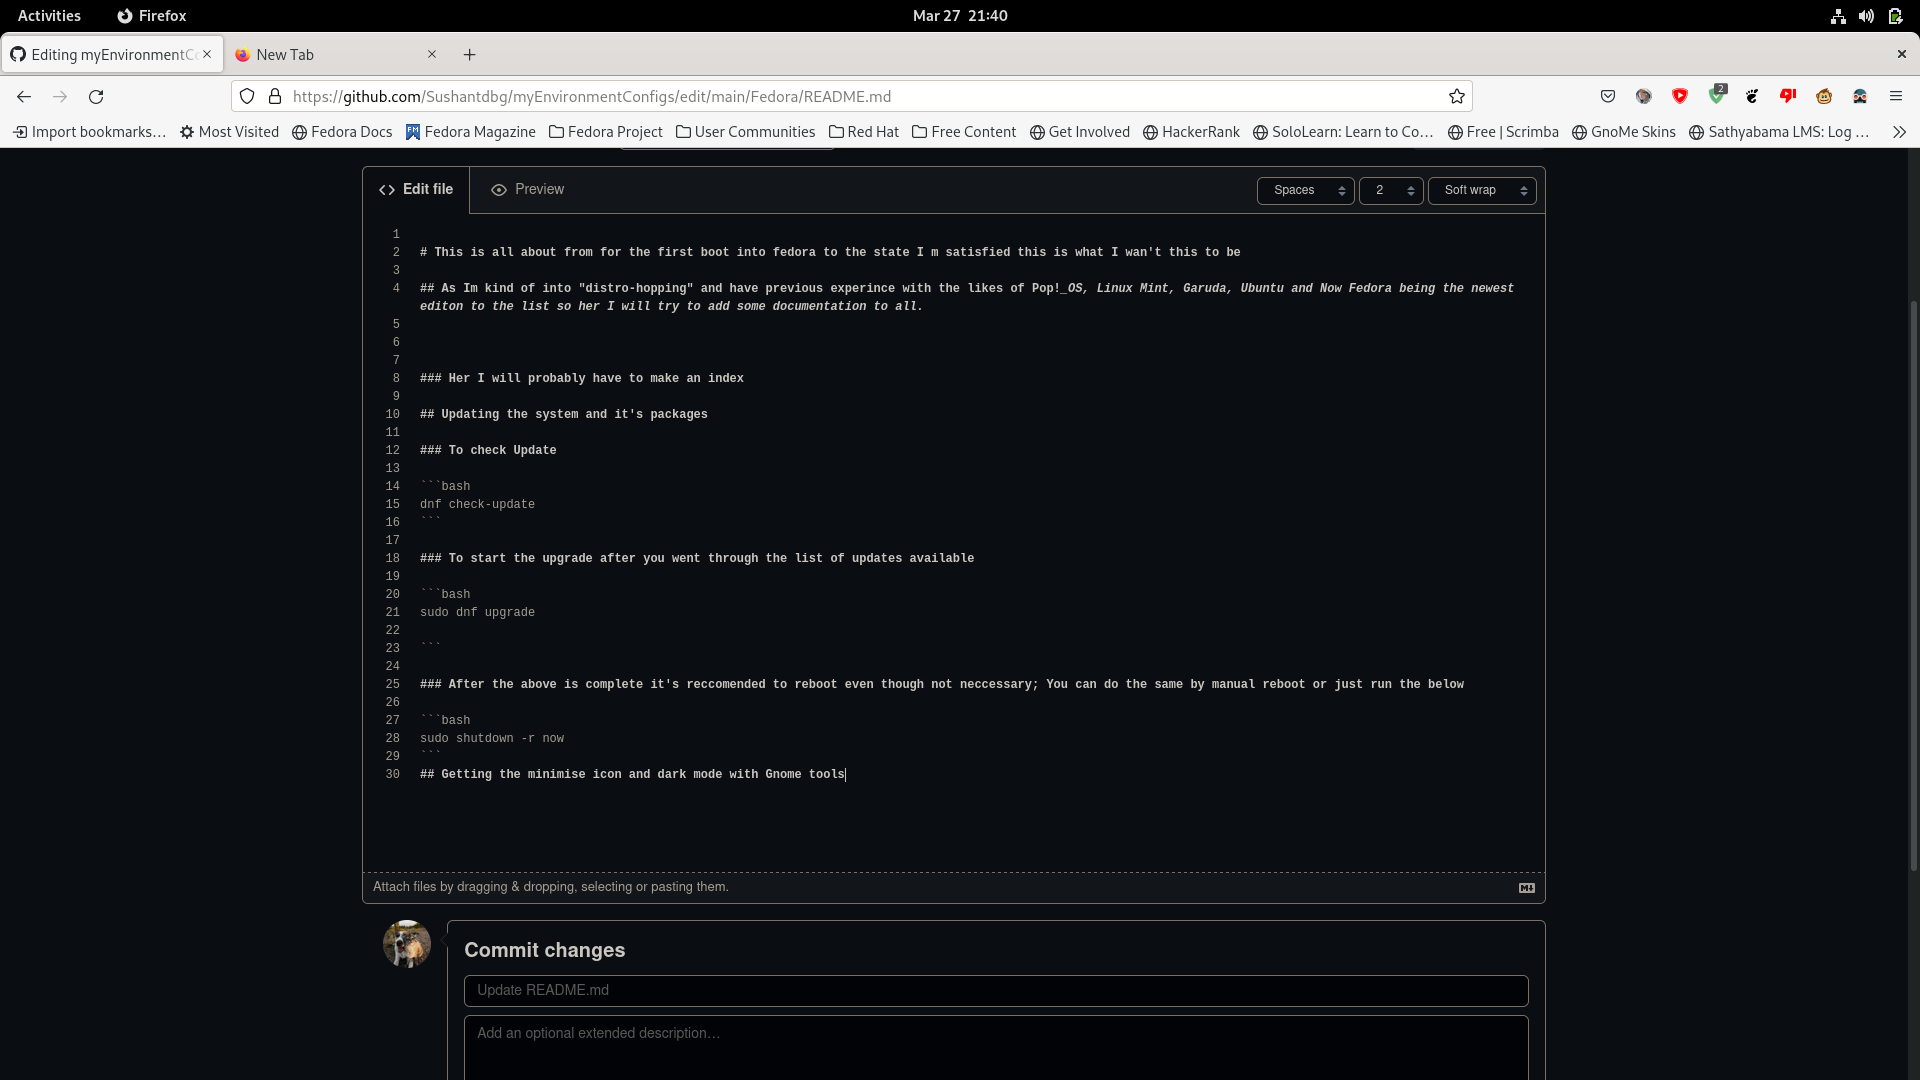 Activities Firefox Mar 27 21:40
Editing myEnvironmentCo New Tab
https://github.com/Sushantdbg/myEnvironmentConfigs/edit/main/Fedora/README.md 2
Import bookmarks… Most Visited Fedora Docs Fedora Magazine Fedora Project User Communities Red Hat Free Content Get Involved HackerRank SoloLearn: Learn to Co… Free | Scrimba GnoMe Skins Sathyabama LMS: Log …
Edit file Preview Spaces 2 Soft wrap
1
2 # This is all about from for the first boot into fedora to the state I m satisfied this is what I wan't this to be
3
4 ## As Im kind of into "distro-hopping" and have previous experince with the likes of Pop!_OS, Linux Mint, Garuda, Ubuntu and Now Fedora being the newest
editon to the list so her I will try to add some documentation to all.
5
6
7
8 ### Her I will probably have to make an index
9
10 ## Updating the system and it's packages
11
12 ### To check Update
13
14 ```bash
15 dnf check-update
16 ```
17
18 ### To start the upgrade after you went through the list of updates available
19
20 ```bash
21 sudo dnf upgrade
22
23 ```
24
25 ### After the above is complete it's reccomended to reboot even though not neccessary; You can do the same by manual reboot or just run the below
26
27 ```bash
28 sudo shutdown -r now
29 ```
30 ## Getting the minimise icon and dark mode with Gnome tools
Attach files by dragging & dropping, selecting or pasting them.
Commit changes
Update README.md
Add an optional extended description…